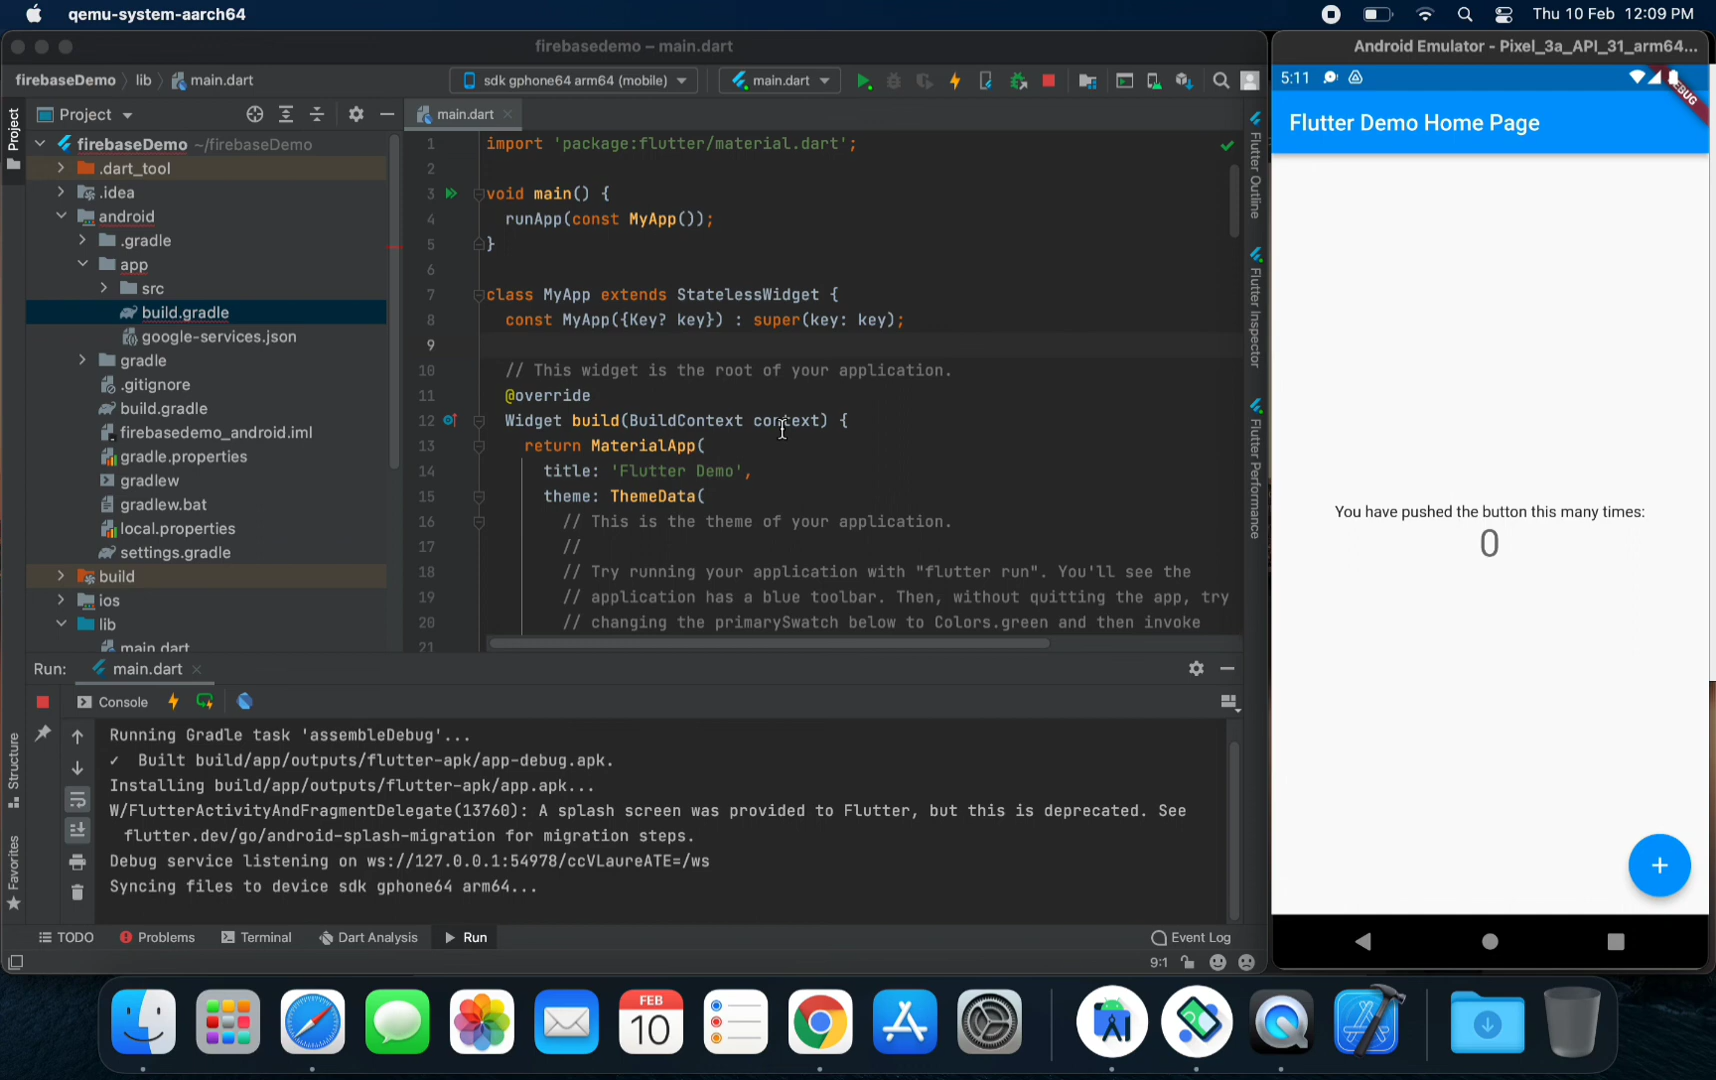 qemu-system-aarch64
Thu 10 Feb 12:09 PM
firebasedemo – main.dart
firebaseDemo lib main.dart
sdk gphone64 arm64 (mobile)
main.dart
Project
main.dart
Project
firebaseDemo ~/firebaseDemo
.dart_tool
.idea
android
.gradle
app
src
build.gradle
google-services.json
gradle
.gitignore
build.gradle
firebasedemo_android.iml
gradle.properties
gradlew
gradlew.bat
local.properties
settings.gradle
build
ios
lib
main.dart
1 import 'package:flutter/material.dart';
2
3 void main() {
4 runApp(const MyApp());
5 }
6
7 class MyApp extends StatelessWidget {
8 const MyApp({Key? key}) : super(key: key);
9
10 // This widget is the root of your application.
11 @override
12 Widget build(BuildContext context) {
13 return MaterialApp(
14 title: 'Flutter Demo',
15 theme: ThemeData(
16 // This is the theme of your application.
17 //
18 // Try running your application with "flutter run". You'll see the
19 // application has a blue toolbar. Then, without quitting the app, try
20 // changing the primarySwatch below to Colors.green and then invoke
21
Flutter Outline
Flutter Inspector
Flutter Performance
Run: main.dart
Console
Structure
Favorites
Running Gradle task 'assembleDebug'...
✓ Built build/app/outputs/flutter-apk/app-debug.apk.
Installing build/app/outputs/flutter-apk/app.apk...
W/FlutterActivityAndFragmentDelegate(13760): A splash screen was provided to Flutter, but this is deprecated. See
flutter.dev/go/android-splash-migration for migration steps.
Debug service listening on ws://127.0.0.1:54978/ccVLaureATE=/ws
Syncing files to device sdk gphone64 arm64...
TODO Problems Terminal Dart Analysis Run Event Log
9:1
Android Emulator - Pixel_3a_API_31_arm64...
5:11
Flutter Demo Home Page
You have pushed the button this many times:
0
FEB
10